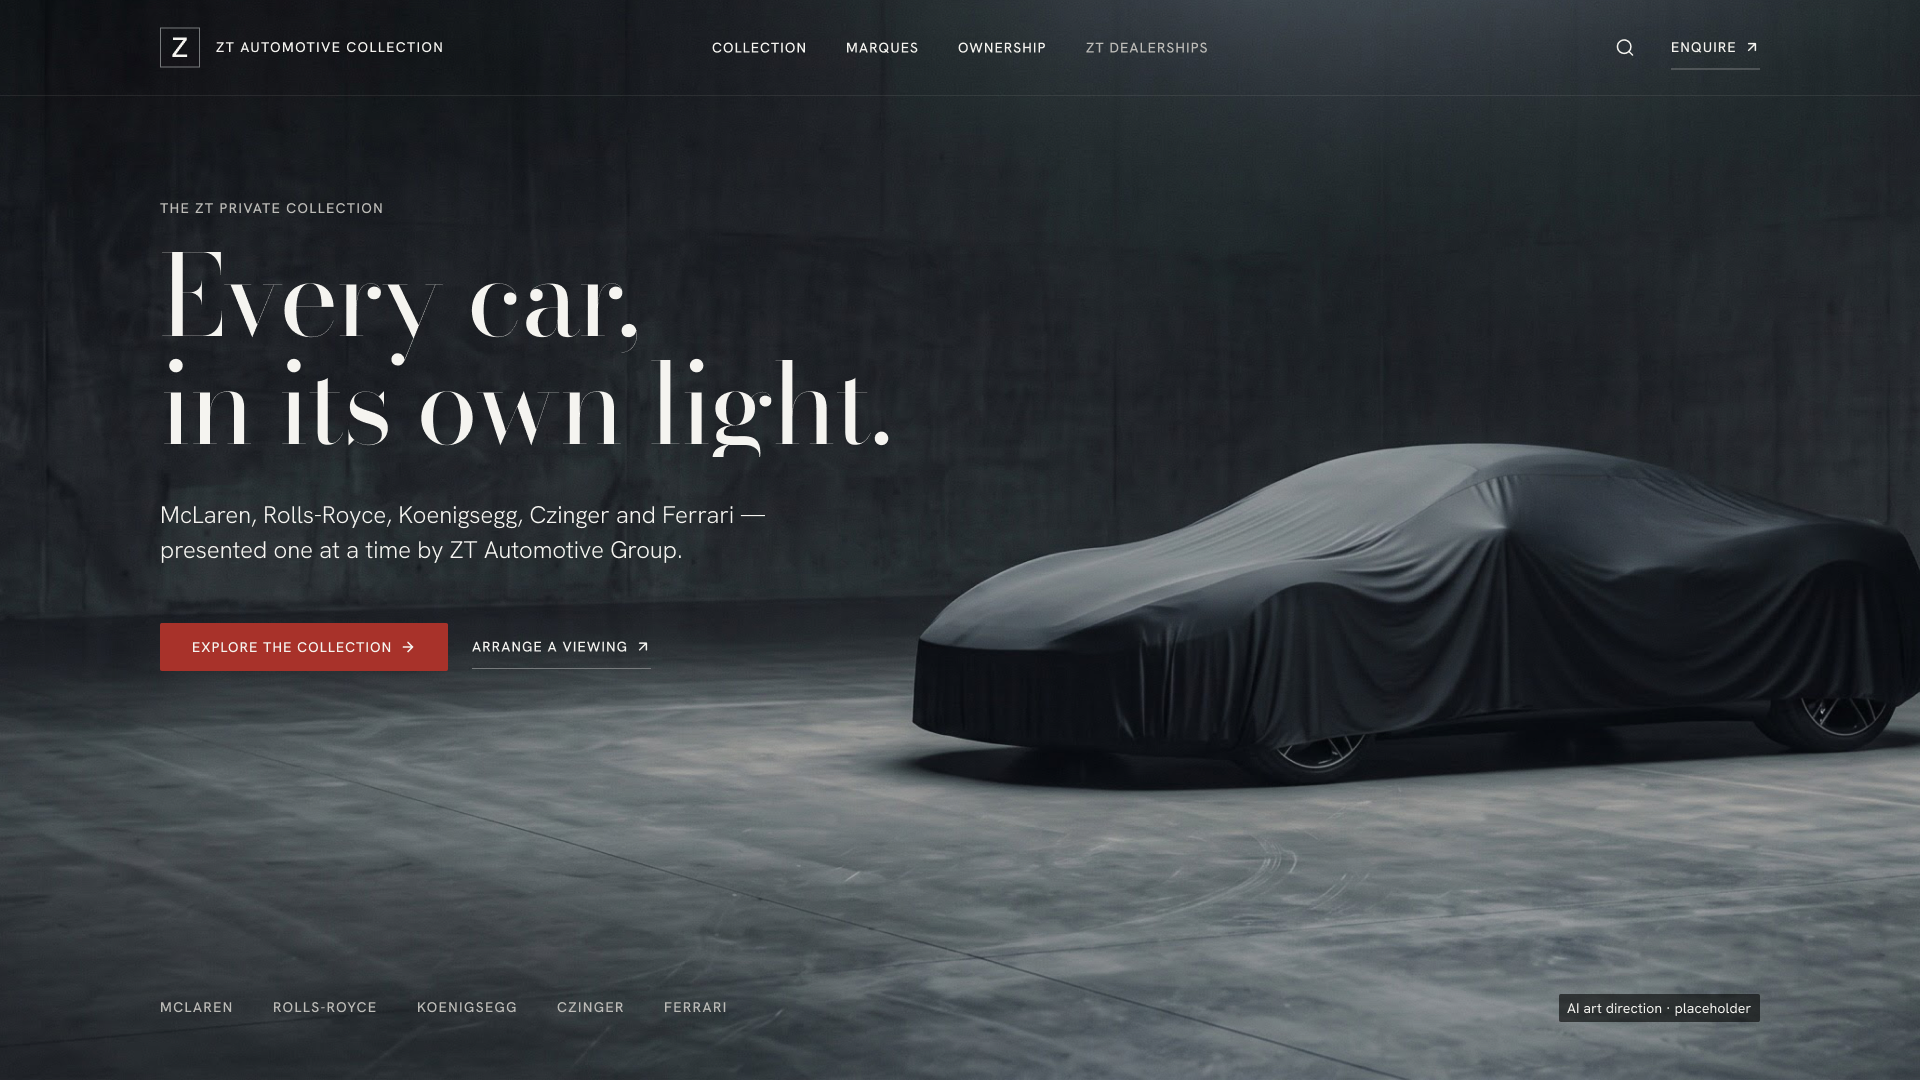 Z
ZT AUTOMOTIVE COLLECTION
COLLECTION
MARQUES
OWNERSHIP
ZT DEALERSHIPS
ENQUIRE
THE ZT PRIVATE COLLECTION
Every car,
in its own light.
McLaren, Rolls-Royce, Koenigsegg, Czinger and Ferrari —
presented one at a time by ZT Automotive Group.
EXPLORE THE COLLECTION
ARRANGE A VIEWING
MCLAREN
ROLLS-ROYCE
KOENIGSEGG
CZINGER
FERRARI
AI art direction · placeholder